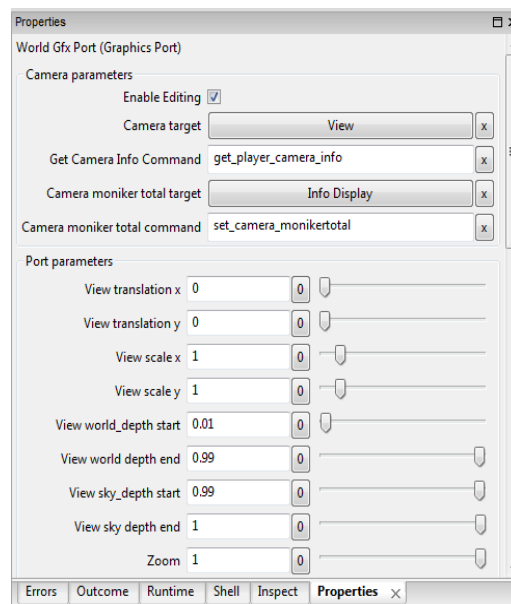 Properties
World Gfx Port (Graphics Port)
Camera parameters
Enable Editing
Camera target View x
Get Camera Info Command get_player_camera_info x
Camera moniker total target Info Display x
Camera moniker total command set_camera_monikertotal x
Port parameters
View translation x 0 0
View translation y 0 0
View scale x 1 0
View scale y 1 0
View world_depth start 0.01 0
View world depth end 0.99 0
View sky_depth start 0.99 0
View sky depth end 1 0
Zoom 1 0
Errors Outcome Runtime Shell Inspect Properties